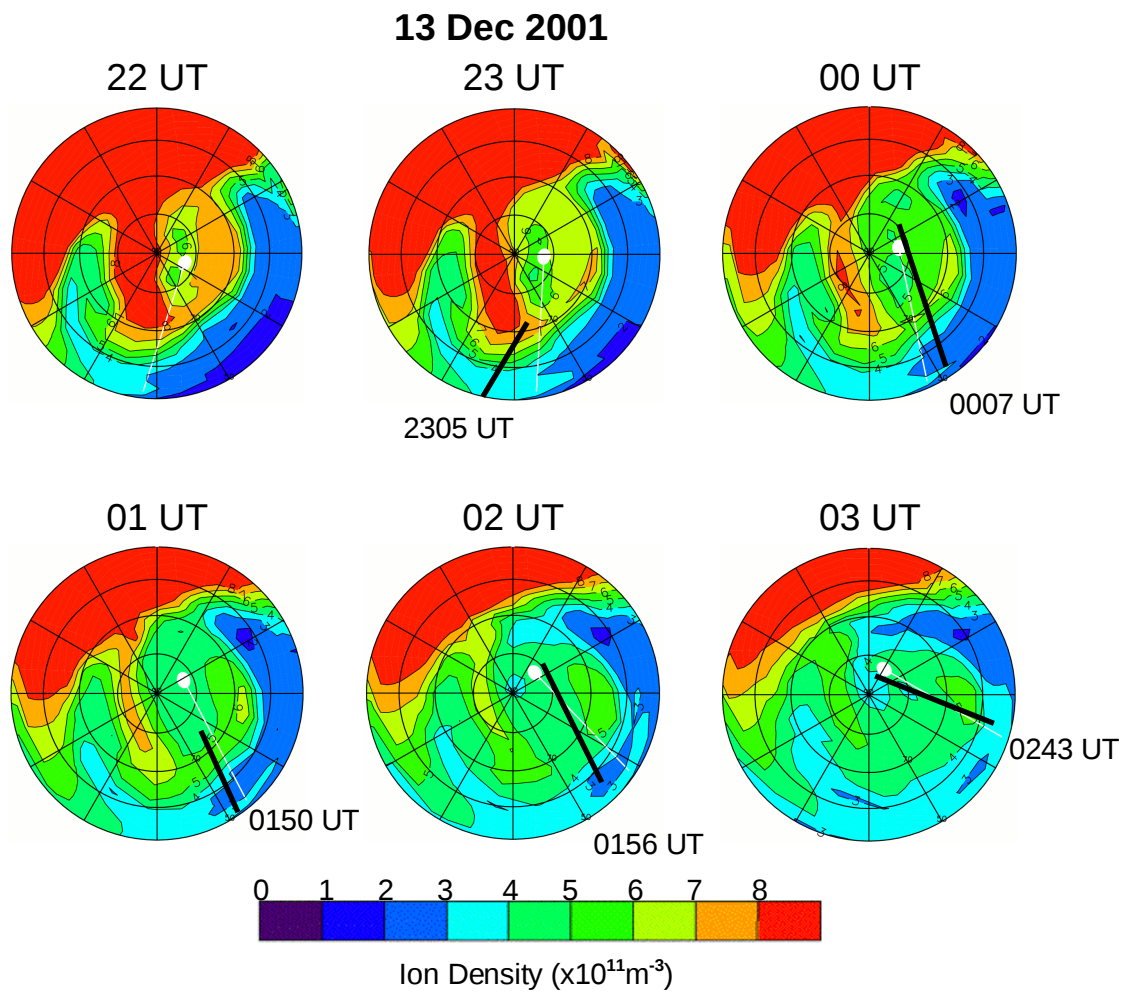 13 Dec 2001
22 UT 23 UT 00 UT
2305 UT
0007 UT
01 UT 02 UT 03 UT
0150 UT
0156 UT
0243 UT
0 1 2 3 4 5 6 7 8
Ion Density (x10¹¹m⁻³)